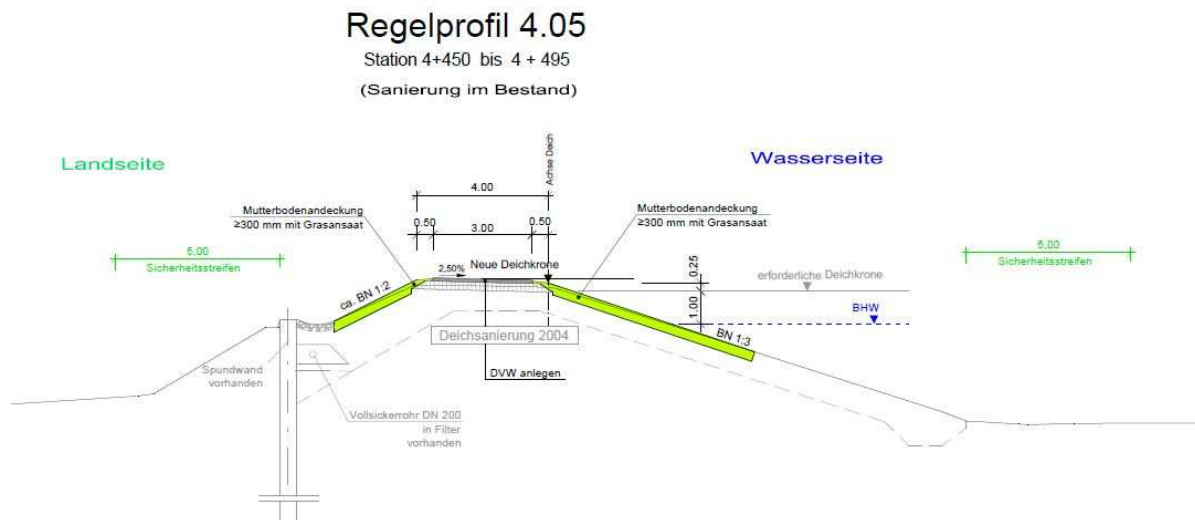 Regelprofil 4.05
Station 4+450 bis 4 + 495
(Sanierung im Bestand)
Landseite
Wasserseite
Achse Deich
4.00
0.50
3.00
0.50
Mutterbodenandeckung
≥300 mm mit Grasansaat
Mutterbodenandeckung
≥300 mm mit Grasansaat
5,00
Sicherheitsstreifen
5,00
Sicherheitsstreifen
2,50%
Neue Deichkrone
0.25
erforderliche Deichkrone
1.00
BHW
ca. BN 1:2
BN 1:3
Deichsanierung 2004
DVW anlegen
Spundwand
vorhanden
Vollsickerrohr DN 200
in Filter
vorhanden